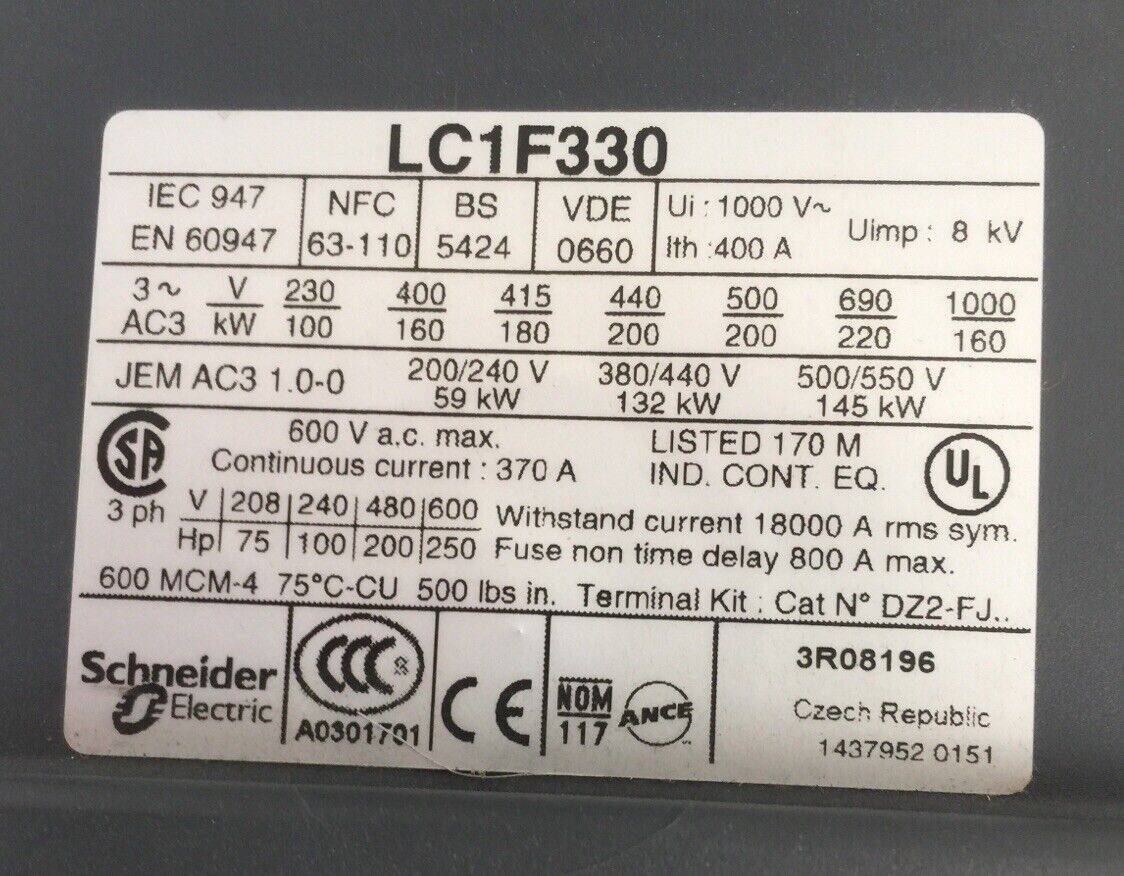 LC1F330
IEC 947
EN 60947
NFC
63-110
BS
5424
VDE
0660
Ui : 1000 V~
Ith :400 A
Uimp : 8 kV
3~ V 230 400 415 440 500 690 1000
AC3 kW 100 160 180 200 200 220 160
JEM AC3 1.0-0
200/240 V 380/440 V 500/550 V
59 kW 132 kW 145 kW
SA
600 V a.c. max.
Continuous current : 370 A
LISTED 170 M
IND. CONT. EQ.
UL
3 ph
V 208 240 480 600
Hp 75 100 200 250
Withstand current 18000 A rms sym.
Fuse non time delay 800 A max.
600 MCM-4 75°C-CU 500 lbs in. Terminal Kit : Cat N° DZ2-FJ..
Schneider
Electric
CCC S
A0301701
CE
NOM
117
ANCE
3R08196
Czech Republic
1437952 0151